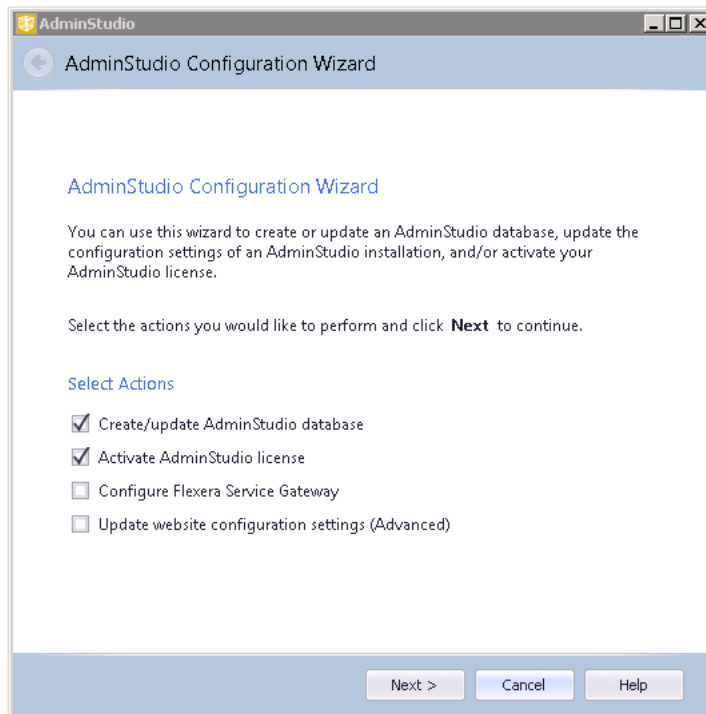 AdminStudio
AdminStudio Configuration Wizard
AdminStudio Configuration Wizard
You can use this wizard to create or update an AdminStudio database, update the
configuration settings of an AdminStudio installation, and/or activate your
AdminStudio license.
Select the actions you would like to perform and click Next to continue.
Select Actions
Create/update AdminStudio database
Activate AdminStudio license
Configure Flexera Service Gateway
Update website configuration settings (Advanced)
Next > Cancel Help